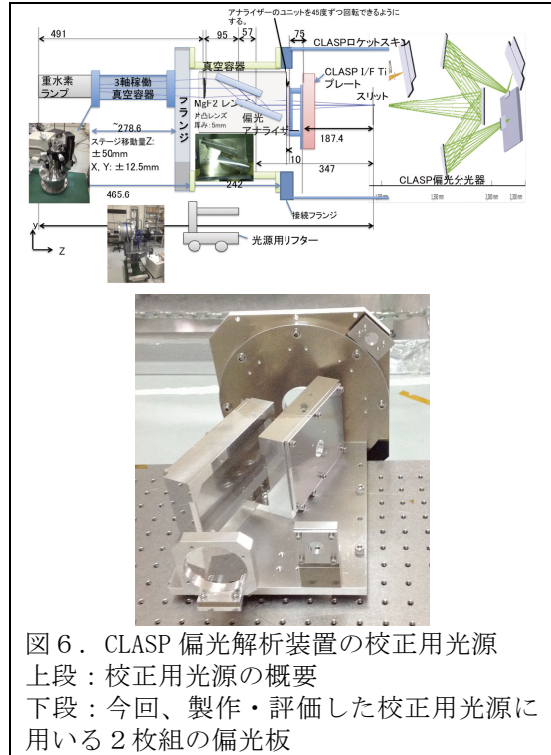 アナライザーのユニットを45度ずつ回転できるように
する。
491
95
57
75
CLASPロケットスキン
真空容器
CLASP I/F Ti
プレート
スリット
重水素
ランプ
3軸稼働
真空容器
フランジ
MgF2 レンズ
片凸レンズ
厚み:5mm
偏光
アナライザ
~278.6
ステージ移動量Z:
±50mm
X, Y: ±12.5mm
187.4
10
347
465.6
242
CLASP偏光分光器
接続フランジ
y
Z
光源用リフター
図6. CLASP 偏光解析装置の校正用光源
上段:校正用光源の概要
下段:今回、製作・評価した校正用光源に
用いる2枚組の偏光板